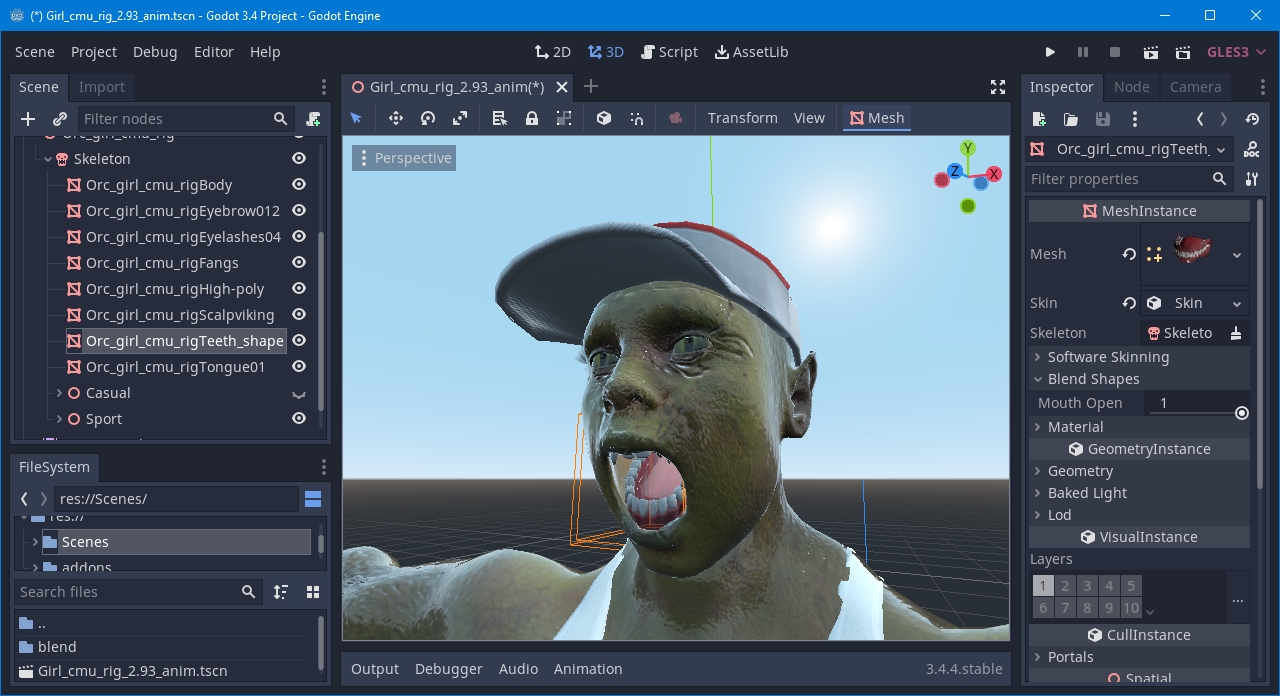 (*) Girl_cmu_rig_2.93_anim.tscn - Godot 3.4 Project - Godot Engine
Scene Project Debug Editor Help
2D 3D Script AssetLib
GLES3
Scene Import
Filter nodes
Orc_girl_cmu_rig
Skeleton
Orc_girl_cmu_rigBody
Orc_girl_cmu_rigEyebrow012
Orc_girl_cmu_rigEyelashes04
Orc_girl_cmu_rigFangs
Orc_girl_cmu_rigHigh-poly
Orc_girl_cmu_rigScalpviking
Orc_girl_cmu_rigTeeth_shape
Orc_girl_cmu_rigTongue01
Casual
Sport
FileSystem
res://Scenes/
res://
Scenes
addons
Search files
..
blend
Girl_cmu_rig_2.93_anim.tscn
Girl_cmu_rig_2.93_anim(*)
Transform View Mesh
Perspective
Y
Z X
Output Debugger Audio Animation 3.4.4.stable
Inspector Node Camera
Orc_girl_cmu_rigTeeth_
DOC
Filter properties
MeshInstance
Mesh
Skin Skin
Skeleton Skeleto
Software Skinning
Blend Shapes
Mouth Open 1
Material
GeometryInstance
Geometry
Baked Light
Lod
VisualInstance
Layers
1 2 3 4 5
6 7 8 9 10
...
CullInstance
Portals
Spatial